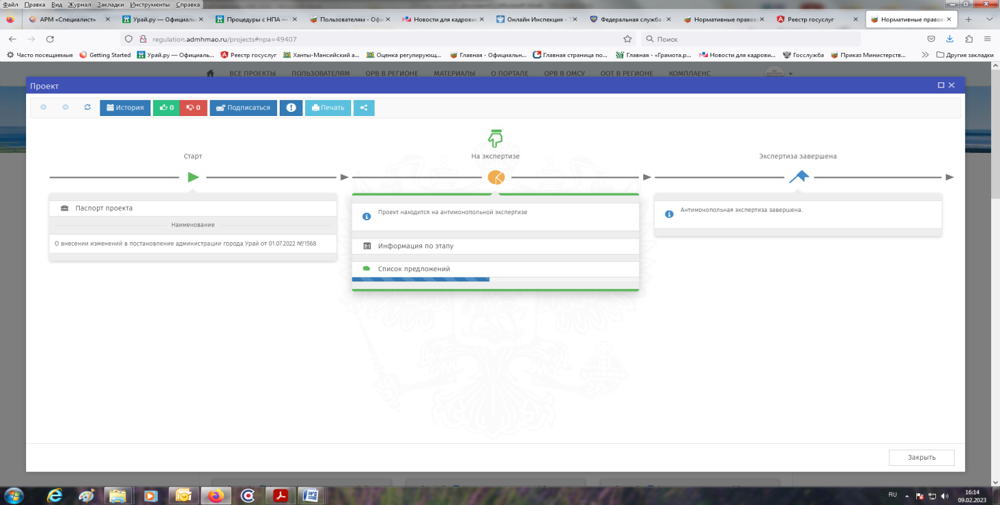 Файл Правка Вид Журнал Закладки Инструменты Справка
АРМ «Специалист» Урай.ру — Официаль Процедуры с НПА — Пользователям - Офи Новости для кадровик Онлайн Инспекция - Федеральная служба Нормативные правов Реестр госуслуг Нормативные правов
regulation.admhmao.ru/projects#npa=49407 Поиск
Часто посещаемые Getting Started Урай.ру — Официаль... Реестр госуслуг Ханты-Мансийский а... Оценка регулирующ... Главная - Официальн... Главная страница по... Главная - «Грамота.р... Новости для кадрови... Госслужба Приказ Министерств... Другие закладки
ВСЕ ПРОЕКТЫ ПОЛЬЗОВАТЕЛЯМ ОРВ В РЕГИОНЕ МАТЕРИАЛЫ О ПОРТАЛЕ ОРВ В ОМСУ ООТ В РЕГИОНЕ КОМПЛАЕНС
Проект
История 0 0 Подписаться Печать
Старт На экспертизе Экспертиза завершена
Паспорт проекта
Наименование
О внесении изменений в постановление администрации города Урай от 01.07.2022 №1568
Проект находится на антимонопольной экспертизе
Информация по этапу
Список предложений
Антимонопольная экспертиза завершена.
Закрыть
RU 16:14
09.02.2023